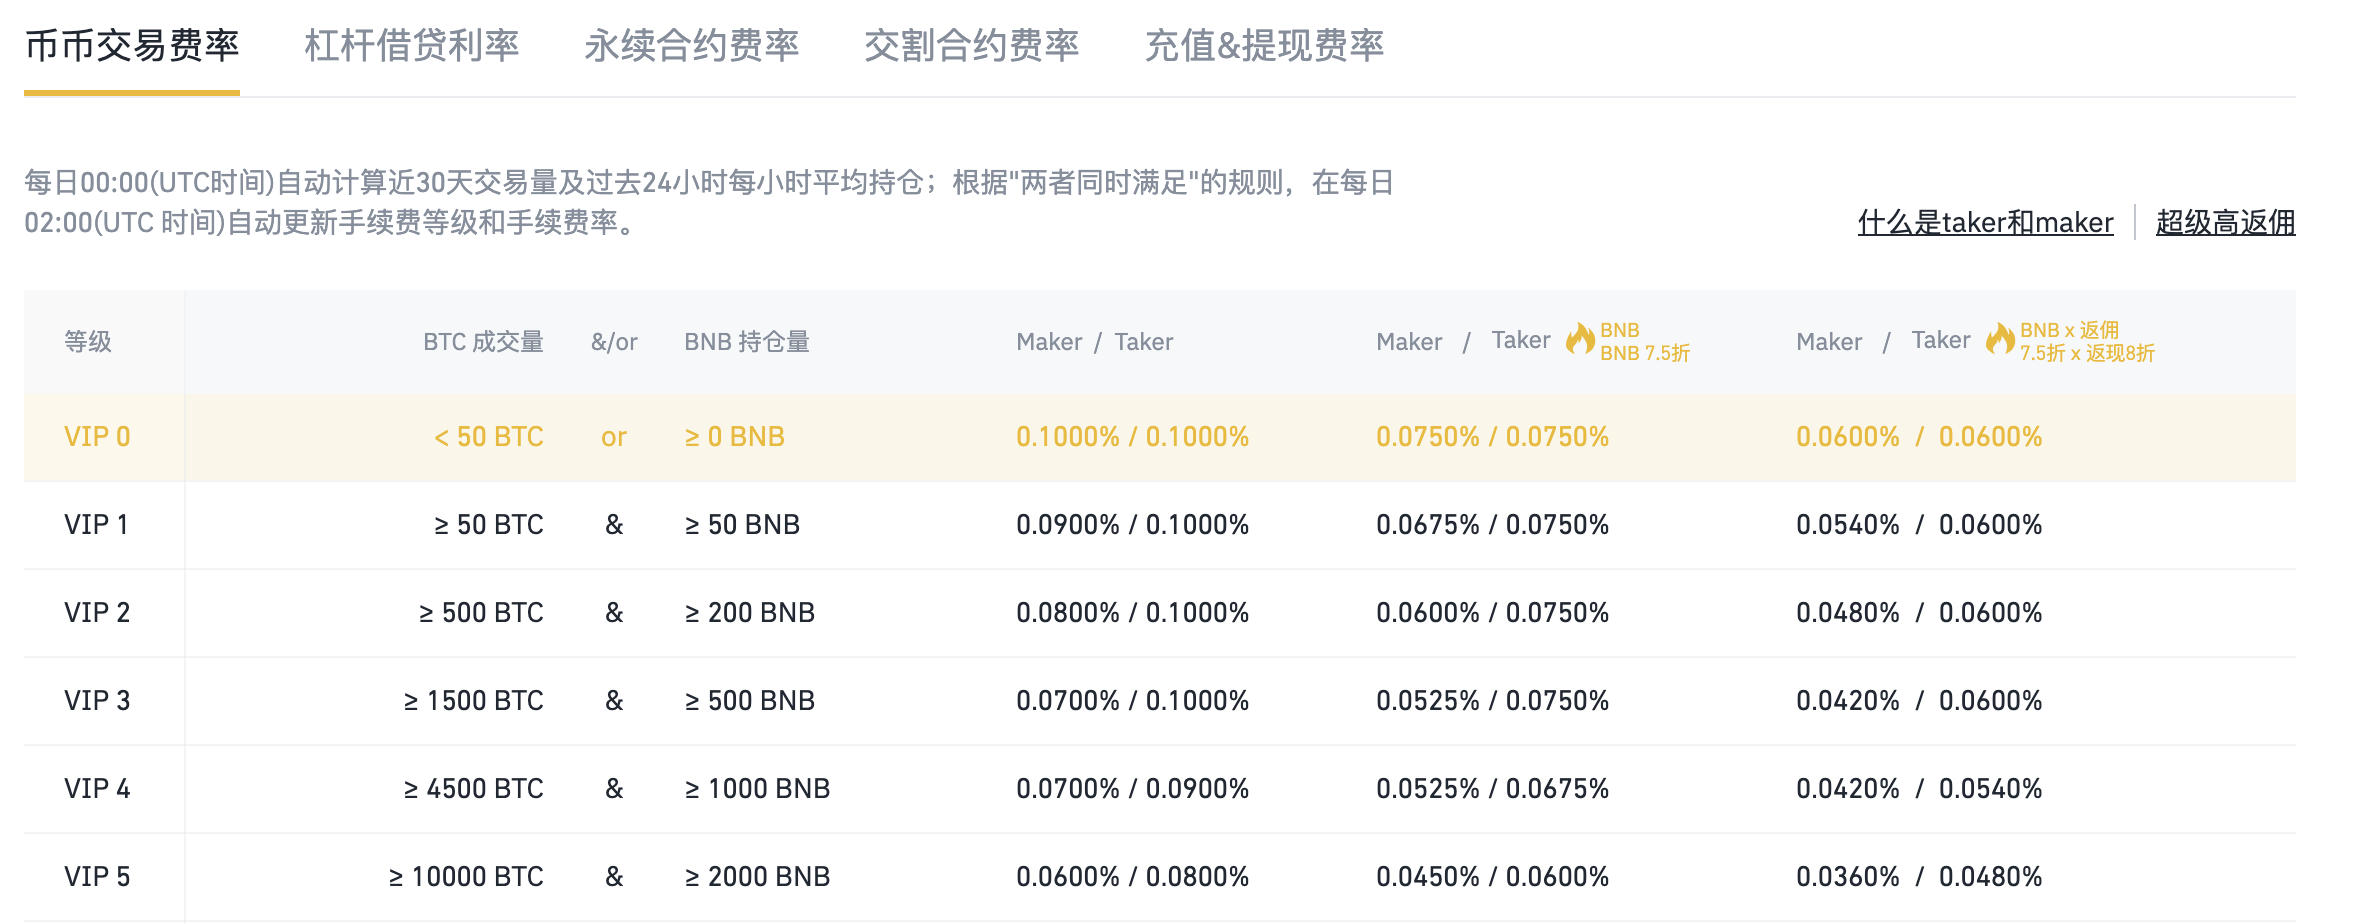 币币交易费率 杠杆借贷利率 永续合约费率 交割合约费率 充值&提现费率
每日00:00(UTC时间)自动计算近30天交易量及过去24小时每小时平均持仓；根据"两者同时满足"的规则，在每日
02:00(UTC 时间)自动更新手续费等级和手续费率。
什么是taker和maker 超级高返佣
等级 BTC 成交量 &/or BNB 持仓量 Maker / Taker Maker / Taker BNB BNB 7.5折 Maker / Taker BNB x 返佣 7.5折 x 返现8折
VIP 0 < 50 BTC or ≥ 0 BNB 0.1000% / 0.1000% 0.0750% / 0.0750% 0.0600% / 0.0600%
VIP 1 ≥ 50 BTC & ≥ 50 BNB 0.0900% / 0.1000% 0.0675% / 0.0750% 0.0540% / 0.0600%
VIP 2 ≥ 500 BTC & ≥ 200 BNB 0.0800% / 0.1000% 0.0600% / 0.0750% 0.0480% / 0.0600%
VIP 3 ≥ 1500 BTC & ≥ 500 BNB 0.0700% / 0.1000% 0.0525% / 0.0750% 0.0420% / 0.0600%
VIP 4 ≥ 4500 BTC & ≥ 1000 BNB 0.0700% / 0.0900% 0.0525% / 0.0675% 0.0420% / 0.0540%
VIP 5 ≥ 10000 BTC & ≥ 2000 BNB 0.0600% / 0.0800% 0.0450% / 0.0600% 0.0360% / 0.0480%